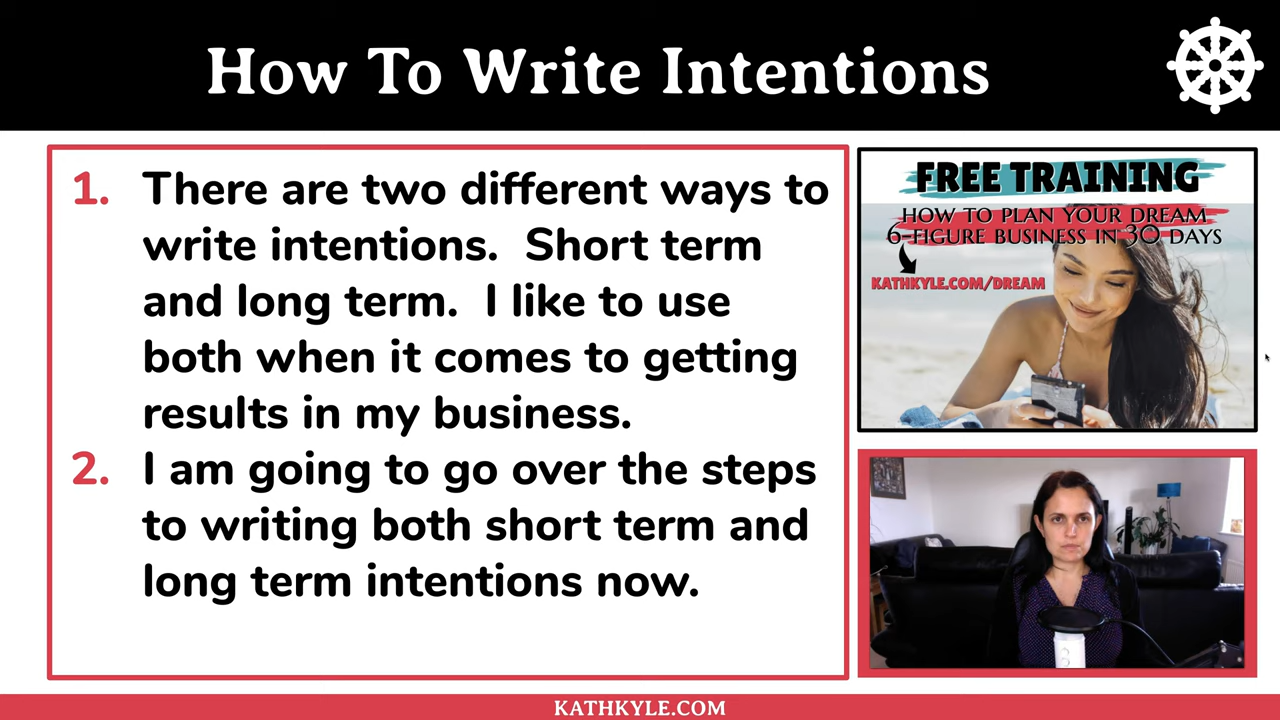 How To Write Intentions
1. There are two different ways to
write intentions. Short term
and long term. I like to use
both when it comes to getting
results in my business.
2. I am going to go over the steps
to writing both short term and
long term intentions now.
FREE TRAINING
HOW TO PLAN YOUR DREAM
6-FIGURE BUSINESS IN 30 DAYS
KATHKYLE.COM/DREAM
KATHKYLE.COM